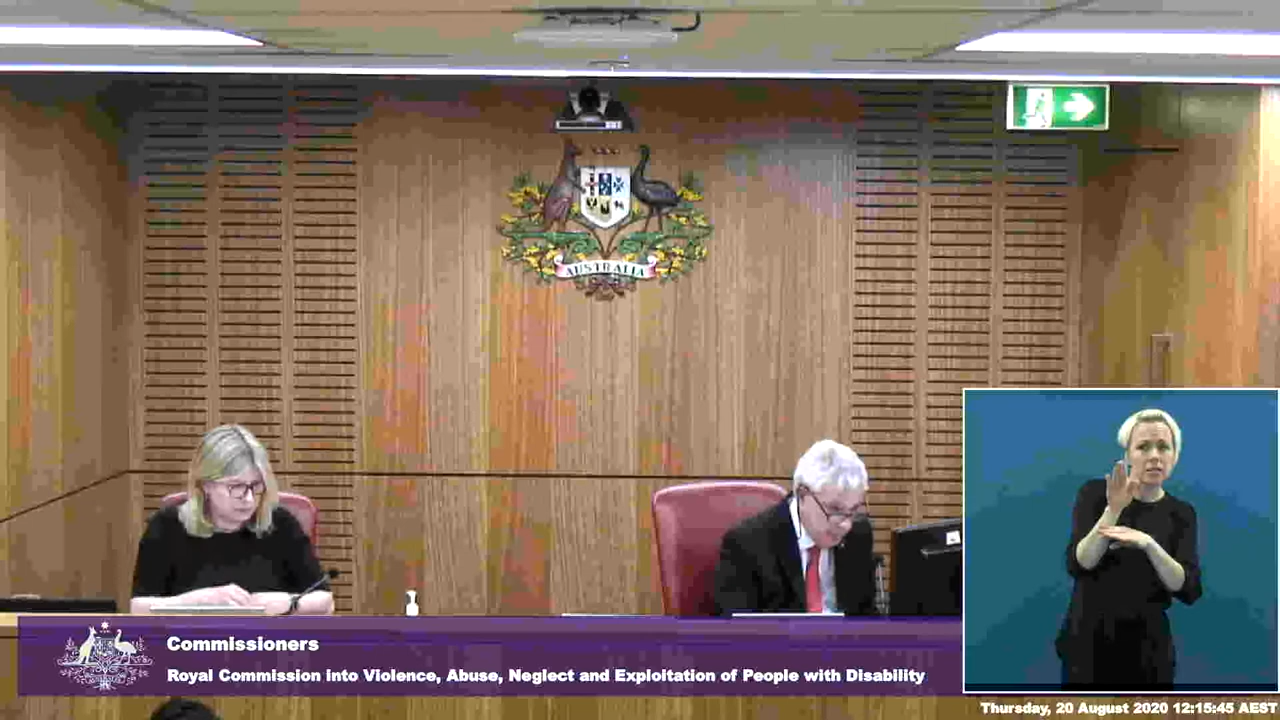 AUSTRALIA
Commissioners
Royal Commission into Violence, Abuse, Neglect and Exploitation of People with Disability
Thursday, 20 August 2020 12:15:45 AEST